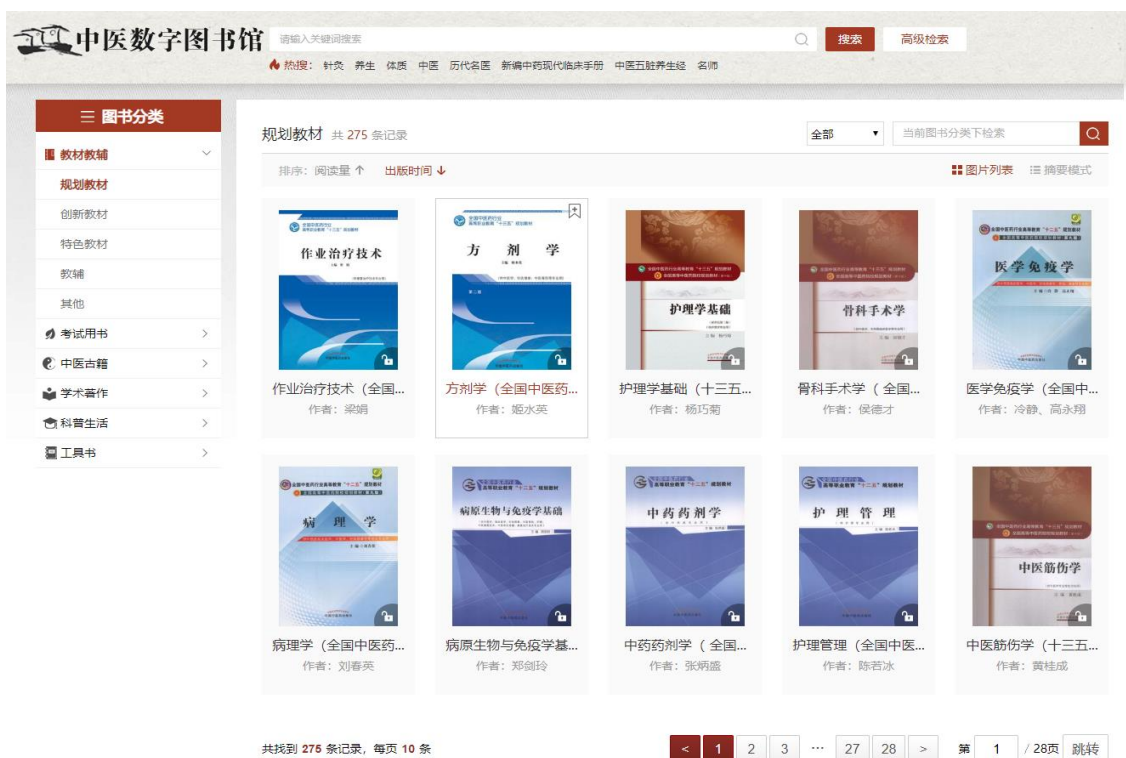 中医数字图书馆
请输入关键词搜索
搜索
高级检索
热搜： 针灸 养生 体质 中医 历代名医 新编中药现代临床手册 中医五脏养生经 名师
图书分类
教材教辅
规划教材
创新教材
特色教材
教辅
其他
考试用书
中医古籍
学术著作
科普生活
工具书
规划教材 共 275 条记录
全部
当前图书分类下检索
排序： 阅读量 出版时间
图片列表 摘要模式
作业治疗技术
方 剂 学
护理学基础
骨科手术学
医学免疫学
作业治疗技术（全国...
方剂学（全国中医药...
护理学基础（十三五...
骨科手术学（ 全国...
医学免疫学（全国中...
作者：梁娟
作者：姬水英
作者：杨巧菊
作者：侯德才
作者：冷静、高永翔
病 理 学
病原生物与免疫学基础
中药药剂学
护 理 管 理
中医筋伤学
病理学（全国中医药...
病原生物与免疫学基...
中药药剂学（ 全国...
护理管理（全国中医...
中医筋伤学（十三五...
作者：刘春英
作者：郑剑玲
作者：张炳盛
作者：陈若冰
作者：黄桂成
共找到 275 条记录，每页 10 条
< 1 2 3 ... 27 28 > 第 1 / 28页 跳转